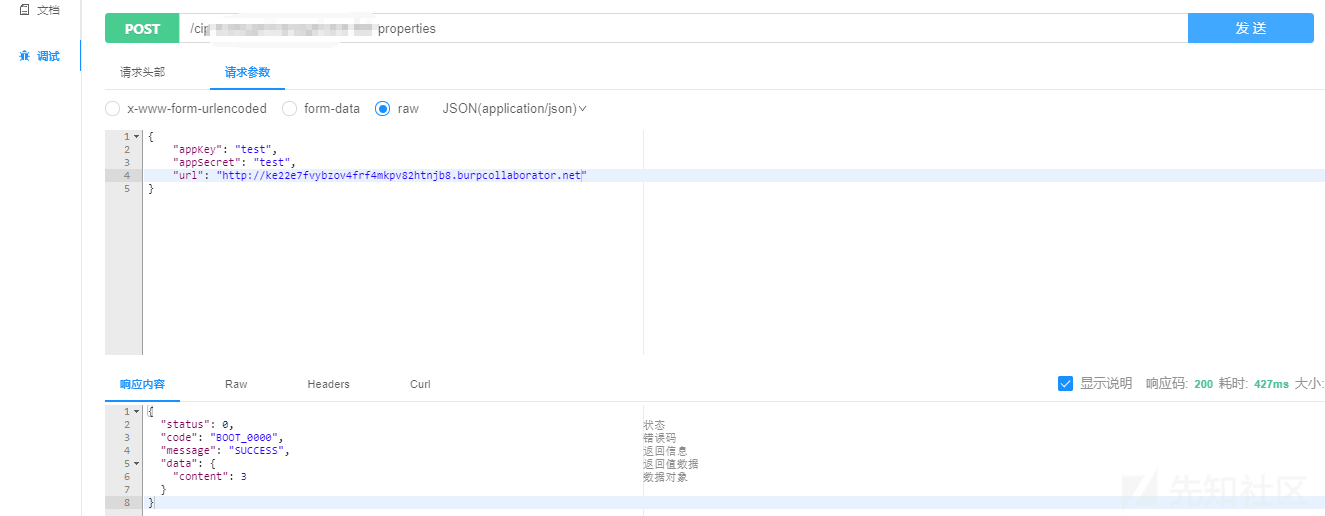 文档
调试
POST /cip properties 发 送
请求头部 请求参数
x-www-form-urlencoded form-data raw JSON(application/json)
1 {
2 "appKey": "test",
3 "appSecret": "test",
4 "url": "http://ke22e7fvybzov4frf4mkpv82htnjb8.burpcollaborator.net"
5 }
响应内容 Raw Headers Curl 显示说明 响应码: 200 耗时: 427ms 大小:
1 {
2 "status": 0, 状态
3 "code": "BOOT_0000", 错误码
4 "message": "SUCCESS", 返回信息
5 "data": { 返回值数据
6 "content": 3 数据对象
7 }
8 }
先知社区